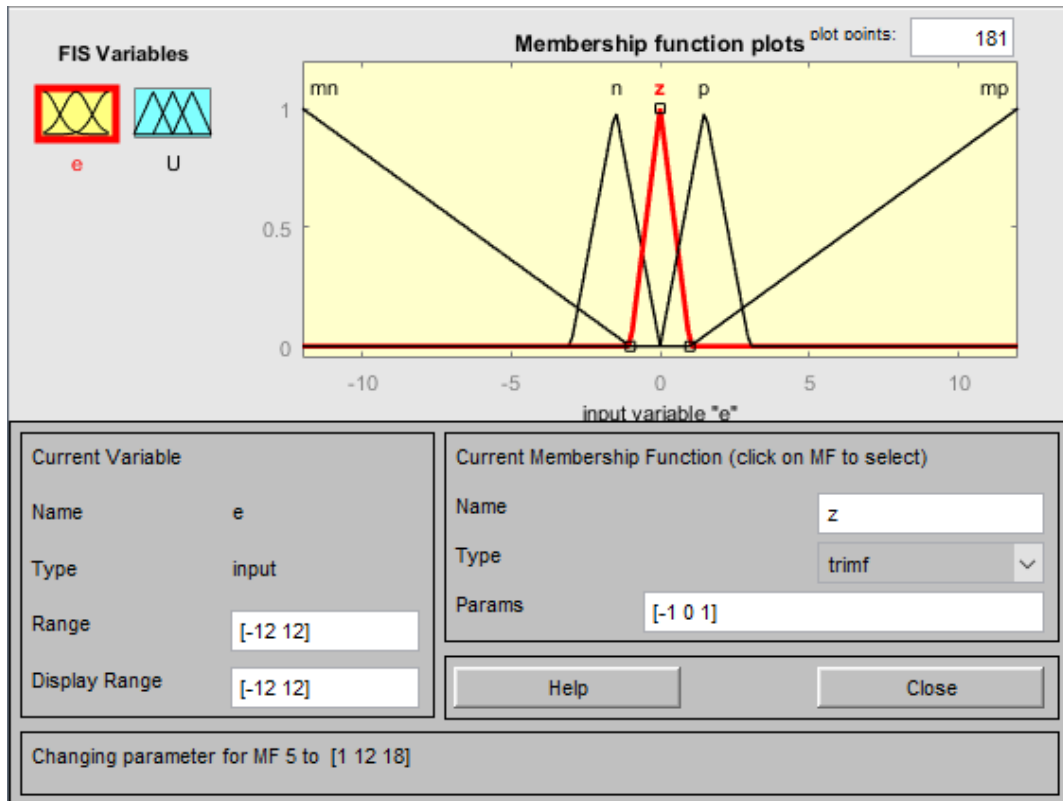 FIS Variables
Membership function plots
plot points:
181
e
U
mn
n
z
p
mp
1
0.5
0
-10
-5
0
5
10
input variable "e"
Current Variable
Name
e
Type
input
Range
[-12 12]
Display Range
[-12 12]
Current Membership Function (click on MF to select)
Name
z
Type
trimf
Params
[-1 0 1]
Help
Close
Changing parameter for MF 5 to [1 12 18]